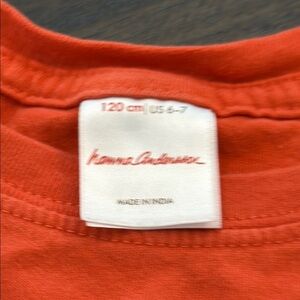 120 cm | US 6-7
hanna andersson
MADE IN INDIA